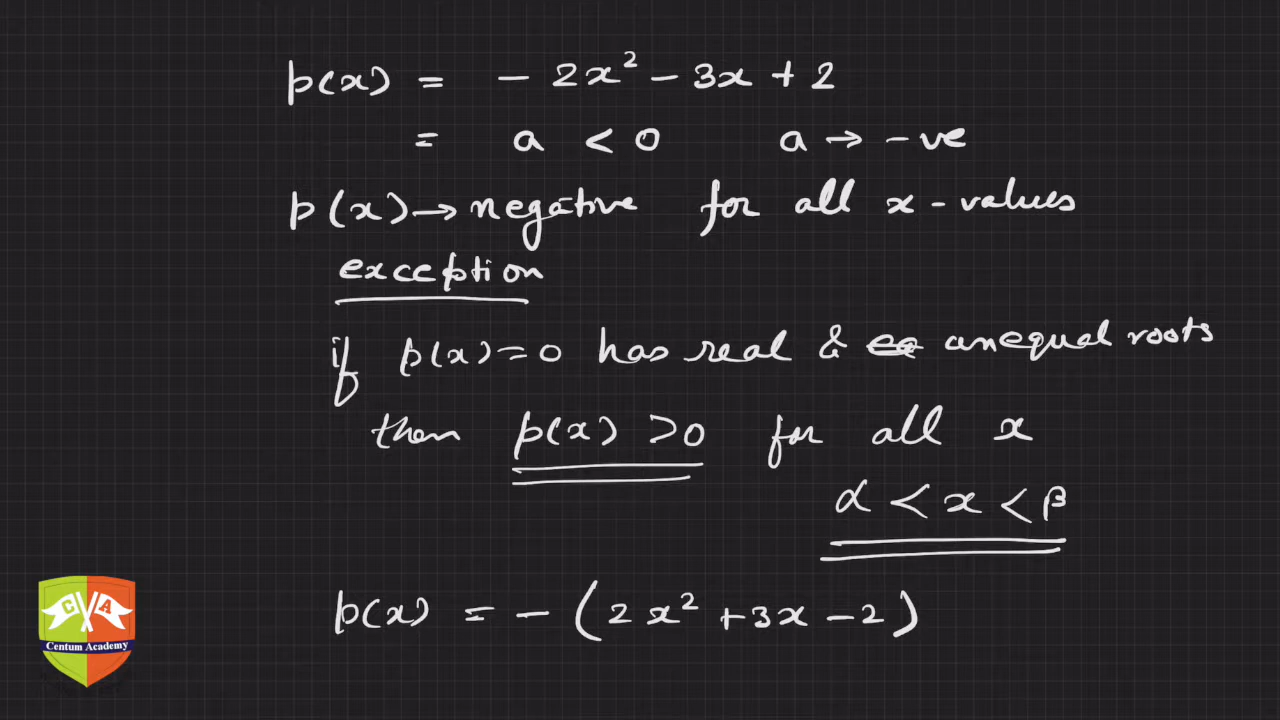 p(x) = - 2x² - 3x + 2
= a < 0 a → -ve
p(x) → negative for all x - values
exception
if p(x) = 0 has real & unequal roots
then p(x) > 0 for all x
α < x < β
p(x) = - (2x² + 3x - 2)
C A
Centum Academy